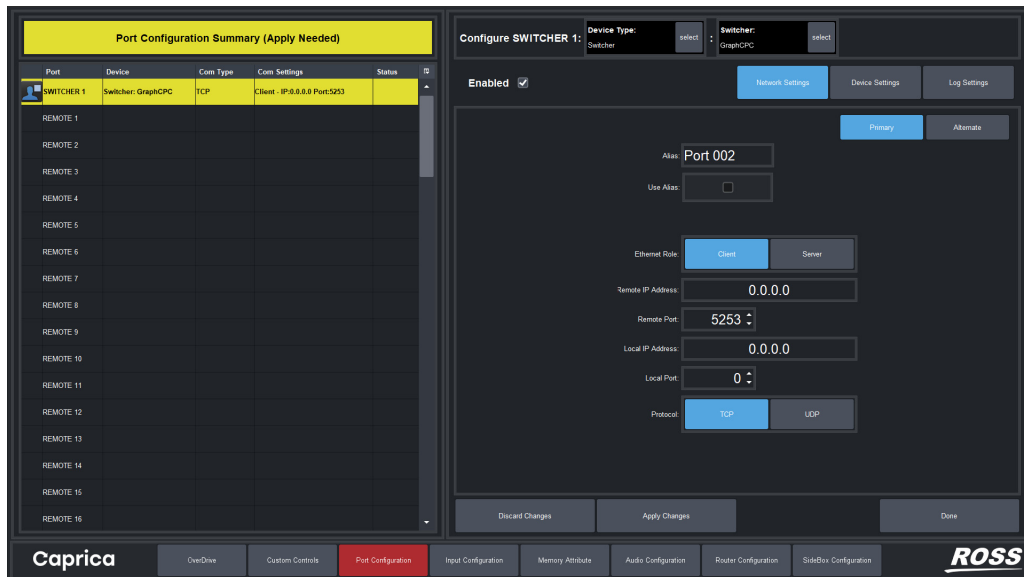 Port Configuration Summary (Apply Needed)
Port Device Com Type Com Settings Status
SWITCHER 1 Switcher: GraphCPC TCP Client - IP:0.0.0.0 Port:5253
REMOTE 1
REMOTE 2
REMOTE 3
REMOTE 4
REMOTE 5
REMOTE 6
REMOTE 7
REMOTE 8
REMOTE 9
REMOTE 10
REMOTE 11
REMOTE 12
REMOTE 13
REMOTE 14
REMOTE 15
REMOTE 16
Configure SWITCHER 1: Device Type: Switcher select : Switcher: GraphCPC select
Enabled Network Settings Device Settings Log Settings
Primary Alternate
Alias: Port 002
Use Alias:
Ethernet Role: Client Server
Remote IP Address: 0.0.0.0
Remote Port: 5253
Local IP Address: 0.0.0.0
Local Port: 0
Protocol: TCP UDP
Discard Changes Apply Changes Done
Caprica OverDrive Custom Controls Port Configuration Input Configuration Memory Attribute Audio Configuration Router Configuration SideBox Configuration ROSS